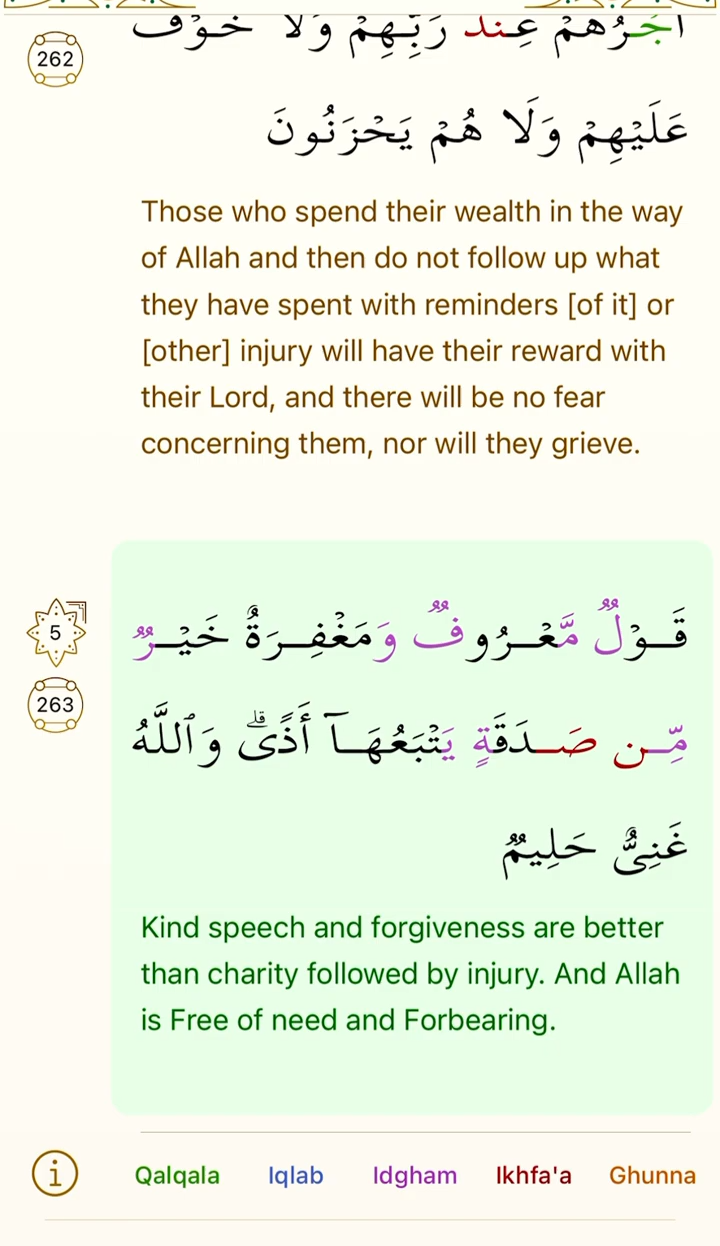 أَجْرُهُمْ عِندَ رَبِّهِمْ وَلَا خَوْفٌ
262
عَلَيْهِمْ وَلَا هُمْ يَحْزَنُونَ
Those who spend their wealth in the way
of Allah and then do not follow up what
they have spent with reminders [of it] or
[other] injury will have their reward with
their Lord, and there will be no fear
concerning them, nor will they grieve.
5
قَوْلٌ مَّعْرُوفٌ وَمَغْفِرَةٌ خَيْرٌ
263
مِّن صَدَقَةٍ يَتْبَعُهَآ أَذًى ۗ وَٱللَّهُ
غَنِىٌّ حَلِيمٌ
Kind speech and forgiveness are better
than charity followed by injury. And Allah
is Free of need and Forbearing.
Qalqala Iqlab Idgham Ikhfa'a Ghunna